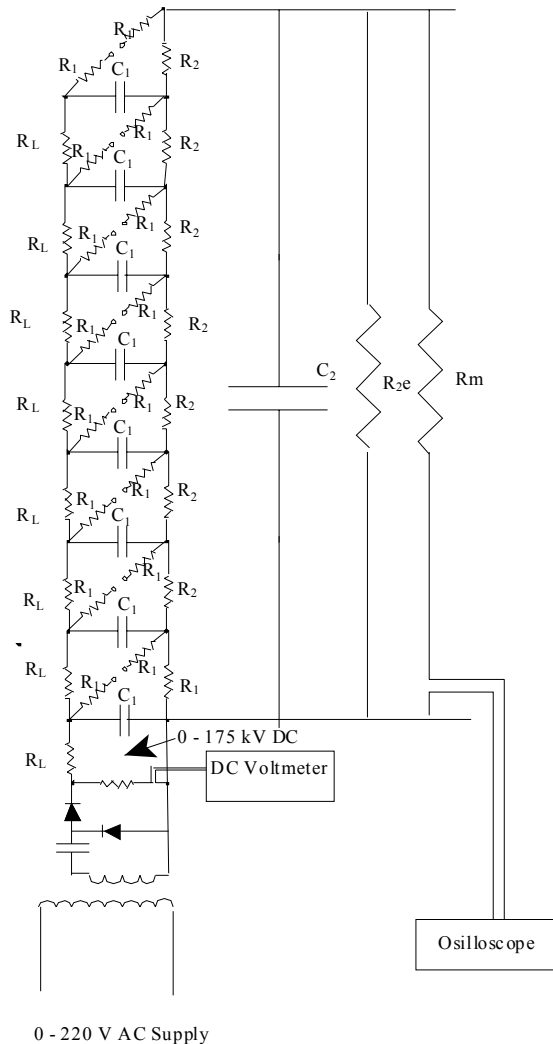 R1
R1
C1
R2
RL
R1
R1
C1
R2
RL
R1
R1
C1
R2
RL
R1
R1
C1
R2
C2
R2e
Rm
RL
R1
R1
C1
R2
RL
R1
R1
C1
R2
RL
R1
R1
C1
R2
RL
R1
R1
C1
R1
0 - 175 kV DC
RL
DC Voltmeter
Osilloscope
0 - 220 V AC Supply